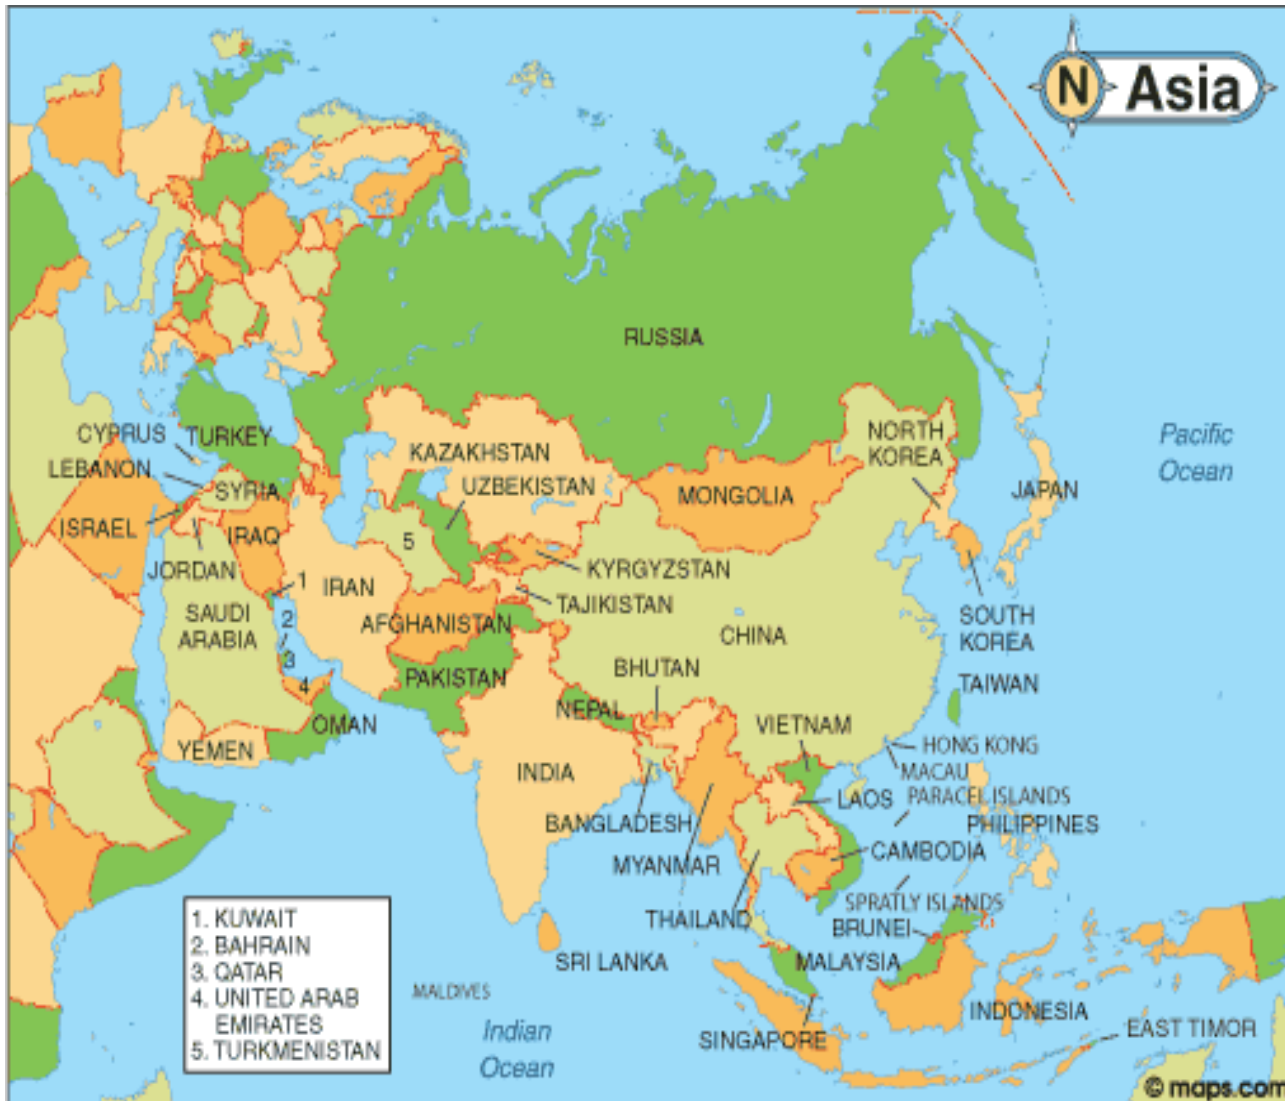 N Asia
RUSSIA
CYPRUS
TURKEY
KAZAKHSTAN
NORTH
KOREA
Pacific
Ocean
LEBANON
SYRIA
UZBEKISTAN
MONGOLIA
JAPAN
ISRAEL
IRAQ
5
JORDAN
1
IRAN
KYRGYZSTAN
TAJIKISTAN
SAUDI
ARABIA
2
AFGHANISTAN
CHINA
SOUTH
KOREA
3
4
PAKISTAN
BHUTAN
TAIWAN
OMAN
NEPAL
VIETNAM
YEMEN
INDIA
HONG KONG
MACAU
LAOS
PARACEL ISLANDS
BANGLADESH
PHILIPPINES
MYANMAR
CAMBODIA
THAILAND
SPRATLY ISLANDS
BRUNEI
SRI LANKA
MALAYSIA
MALDIVES
INDONESIA
Indian
Ocean
SINGAPORE
EAST TIMOR
1. KUWAIT
2. BAHRAIN
3. QATAR
4. UNITED ARAB
EMIRATES
5. TURKMENISTAN
© maps.com